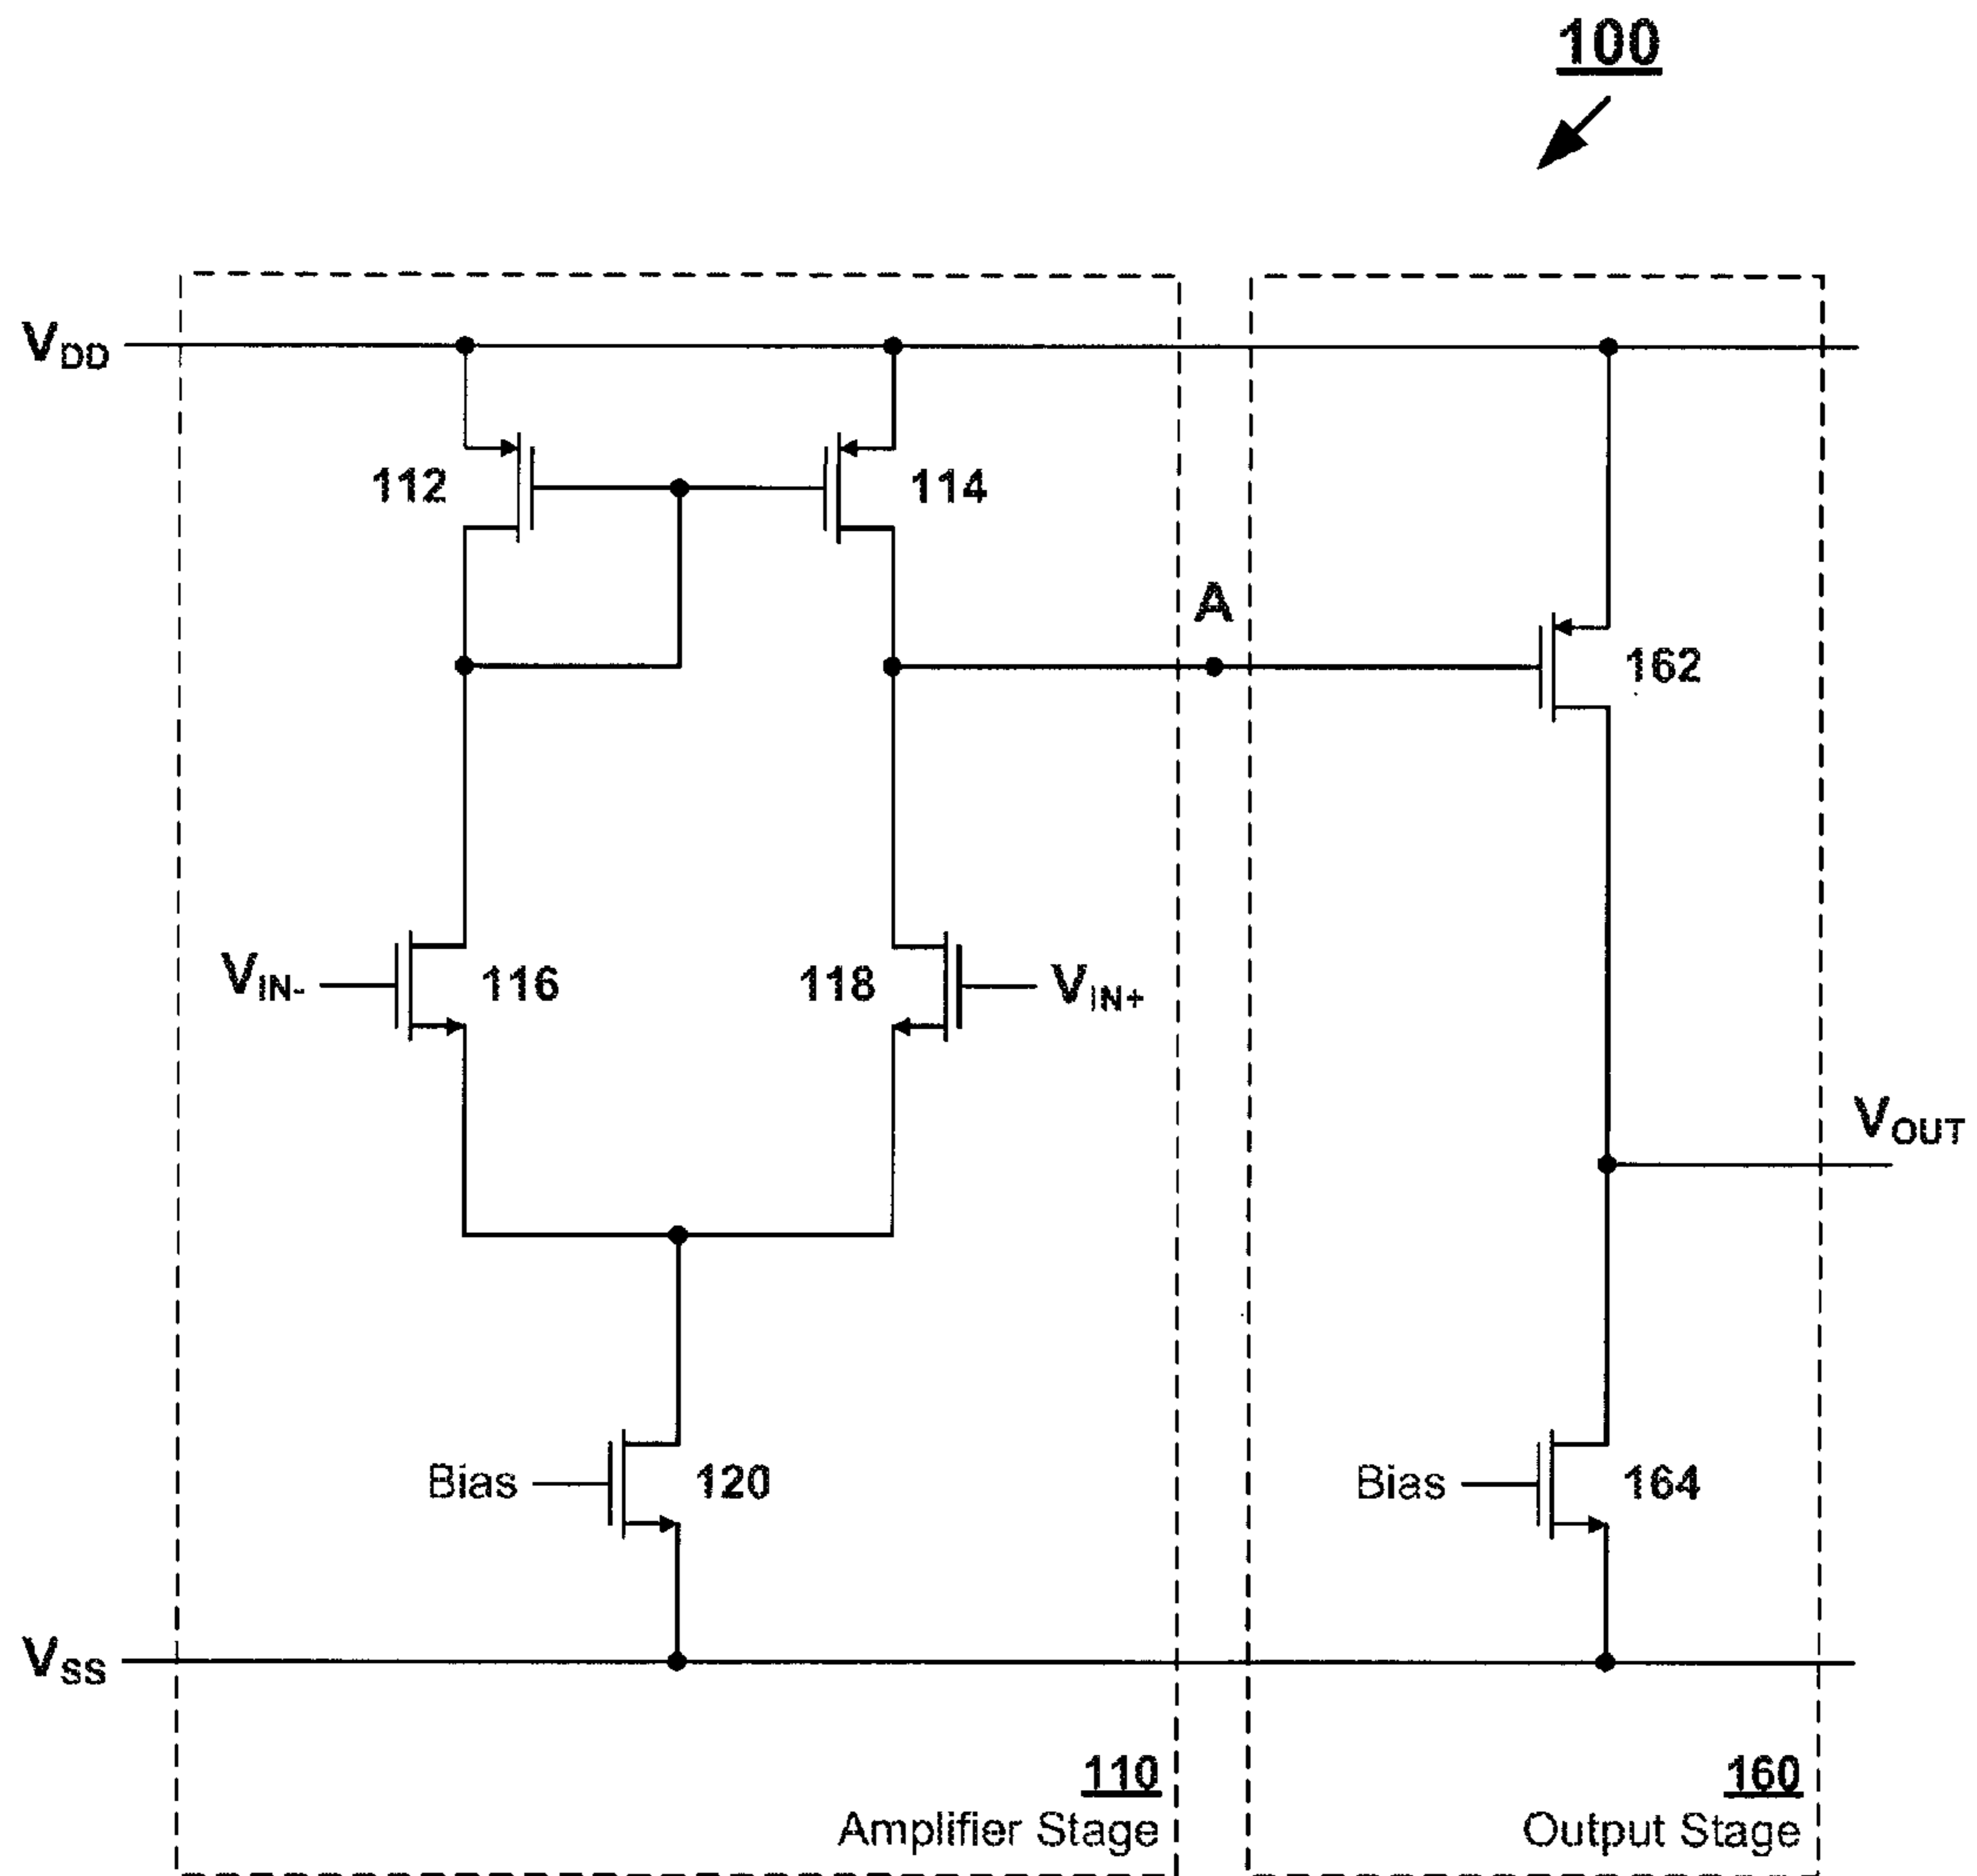 100
VDD
112
114
A
162
VIN-
116
118
VIN+
VOUT
Bias
120
Bias
164
VSS
110
Amplifier Stage
160
Output Stage